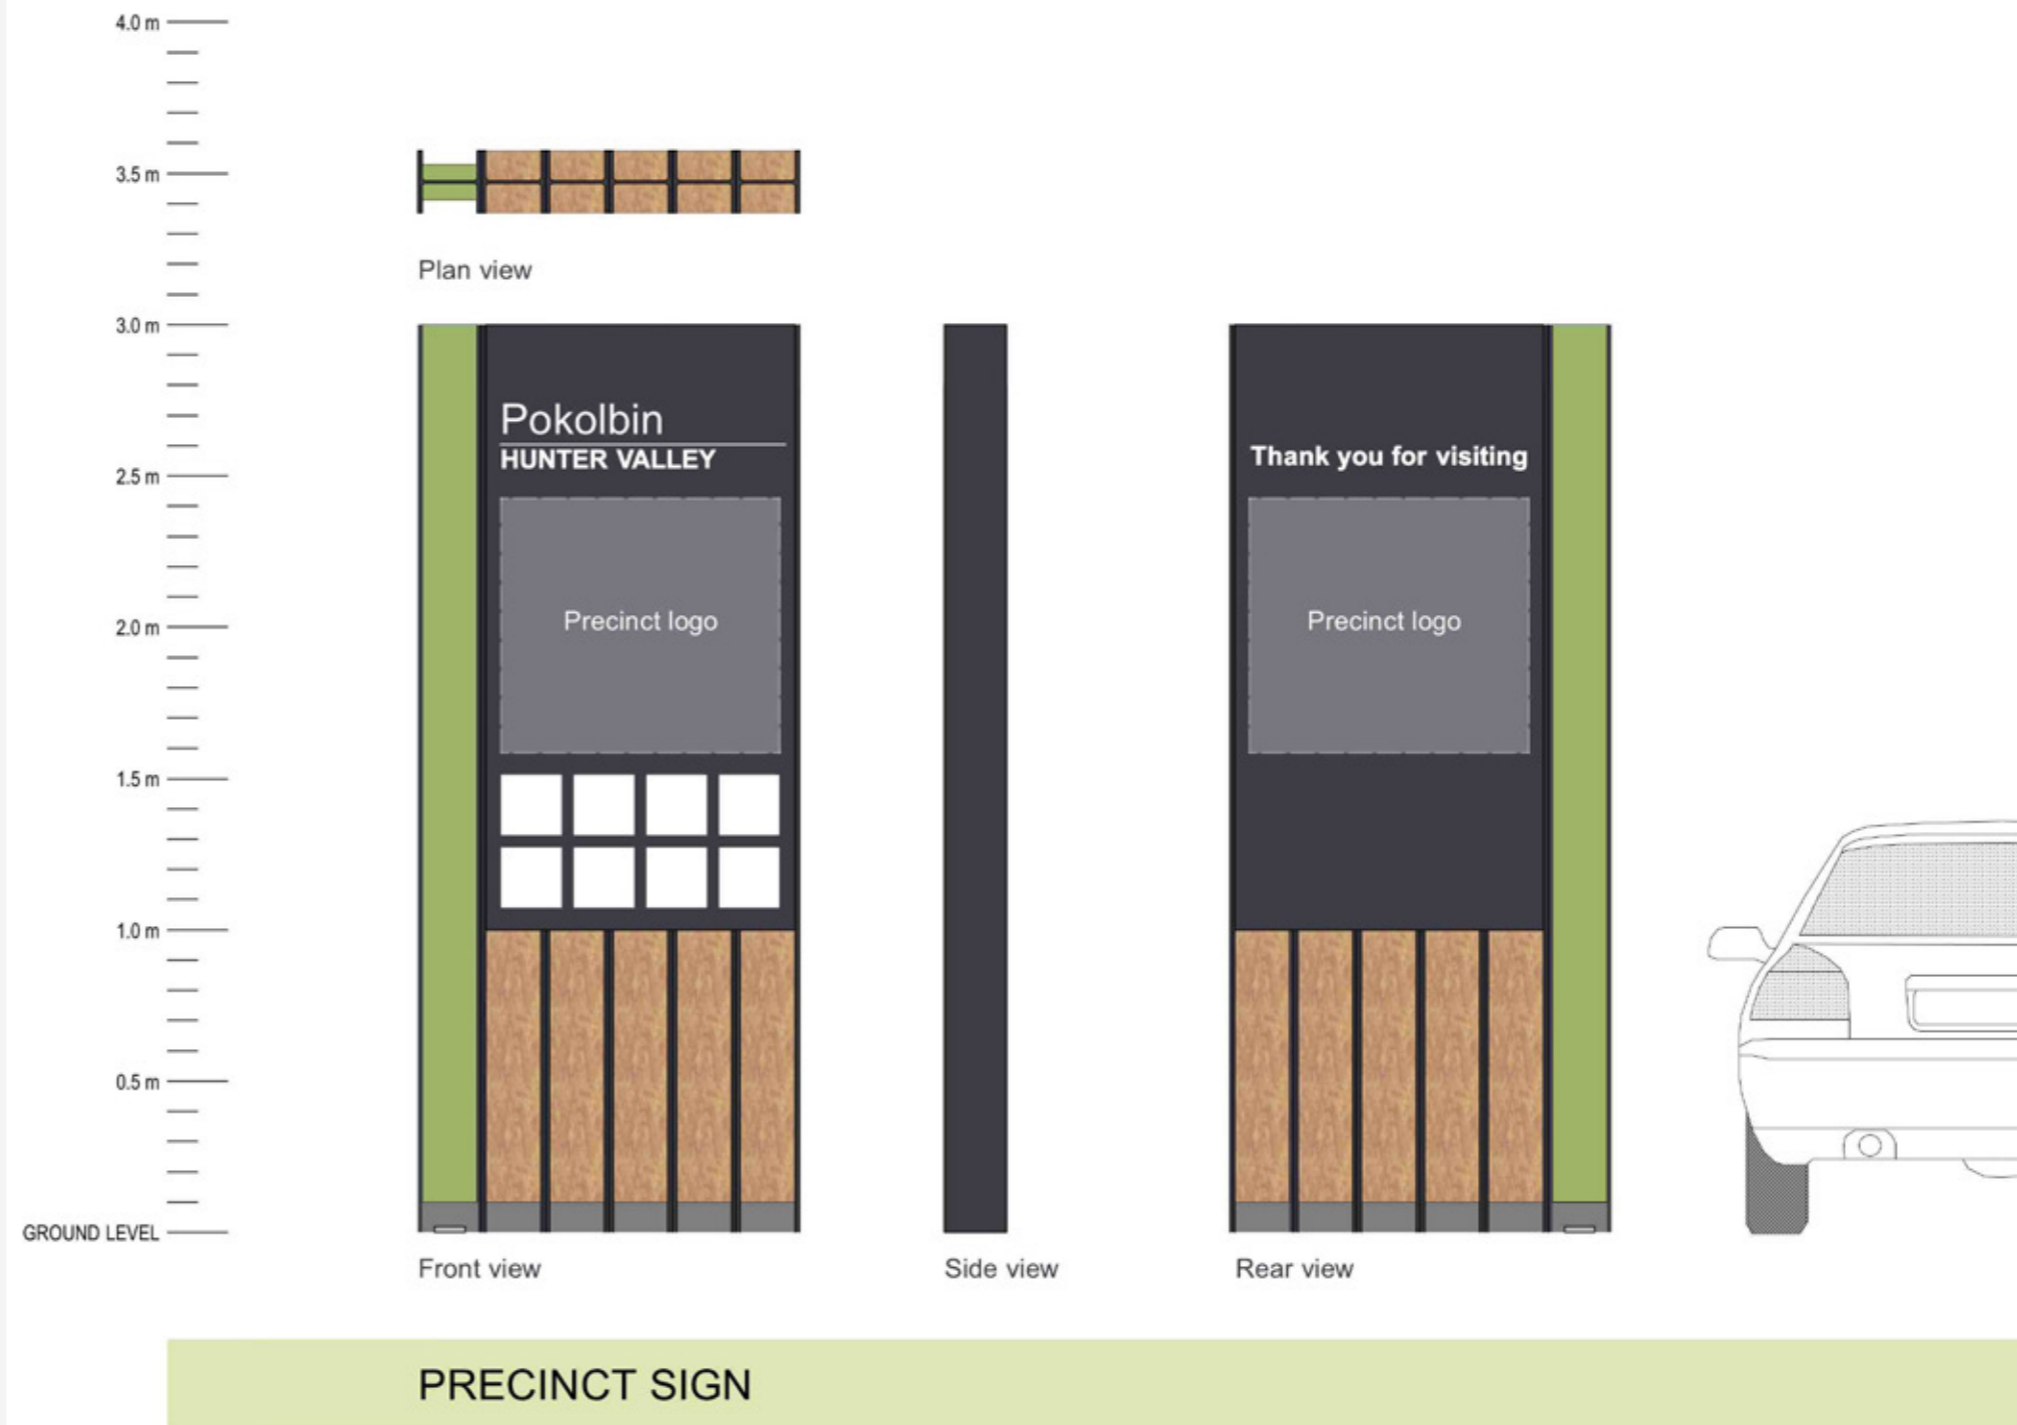 4.0 m
3.5 m
Plan view
3.0 m
Pokolbin
HUNTER VALLEY
Thank you for visiting
2.5 m
Precinct logo
Precinct logo
2.0 m
1.5 m
1.0 m
0.5 m
GROUND LEVEL
Front view
Side view
Rear view
PRECINCT SIGN